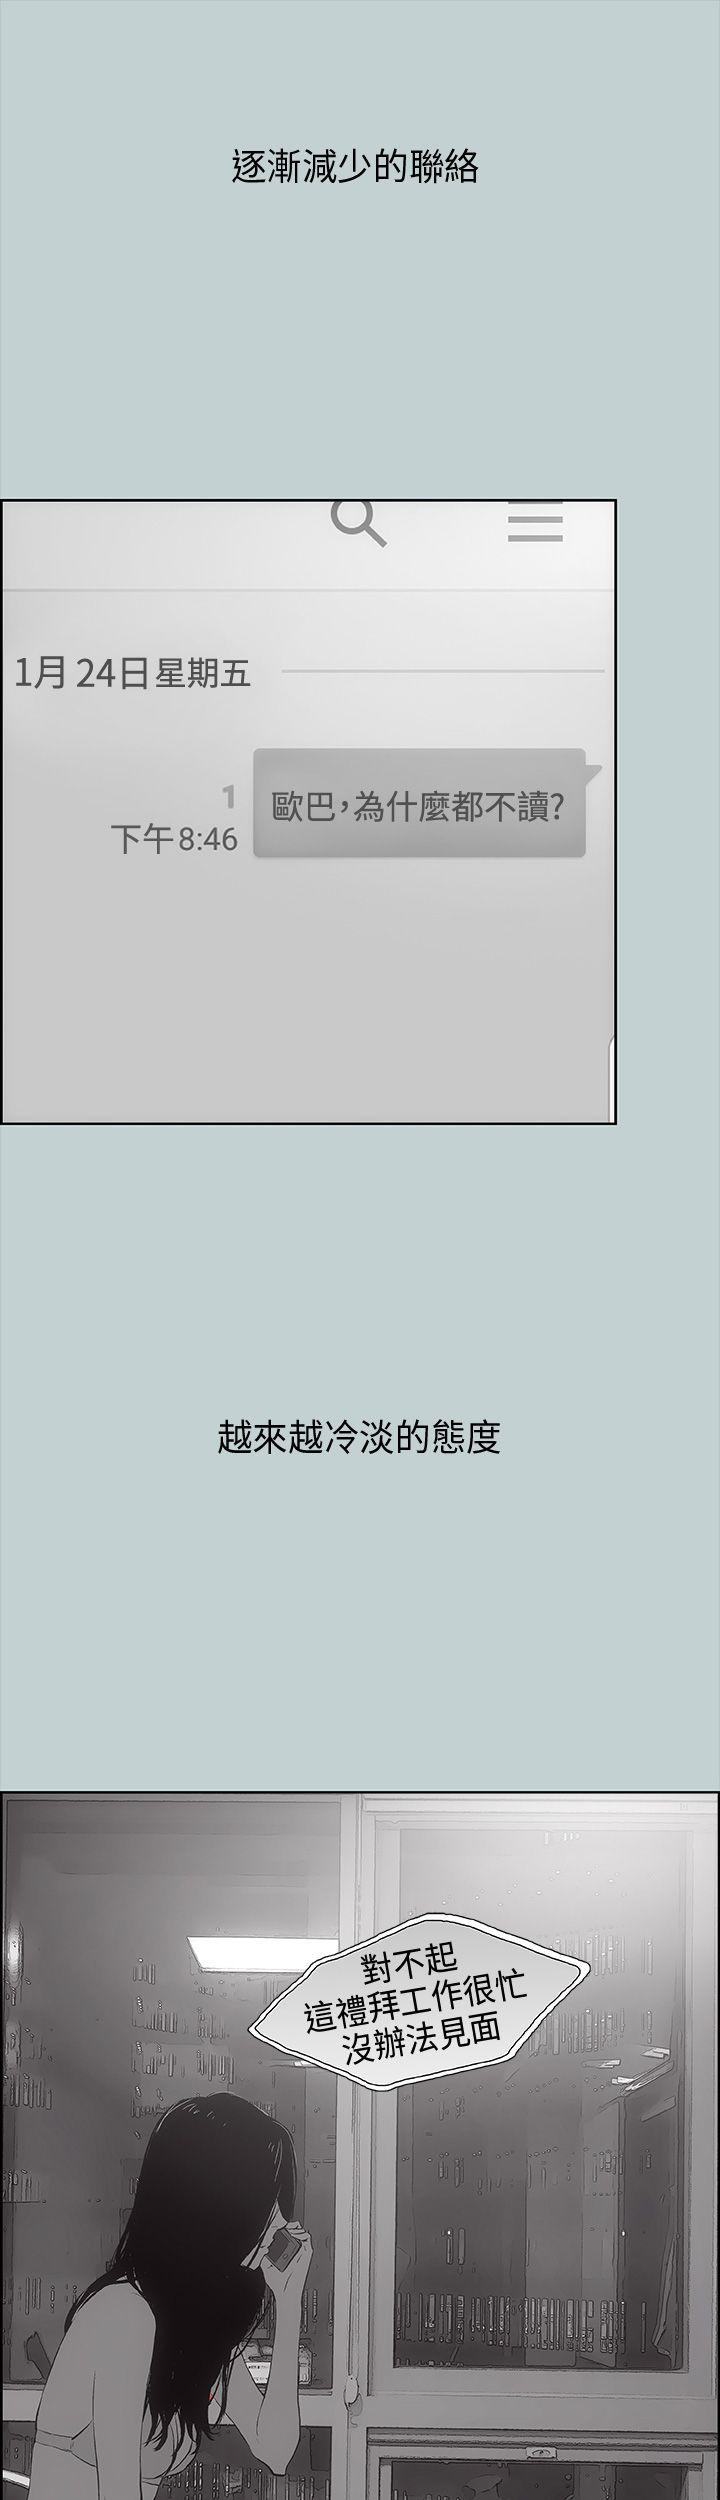 逐漸減少的聯絡
1月 24日 星期五
1
下午 8:46
歐巴，為什麼都不讀?
越來越冷淡的態度
對不起
這禮拜工作很忙
沒辦法見面